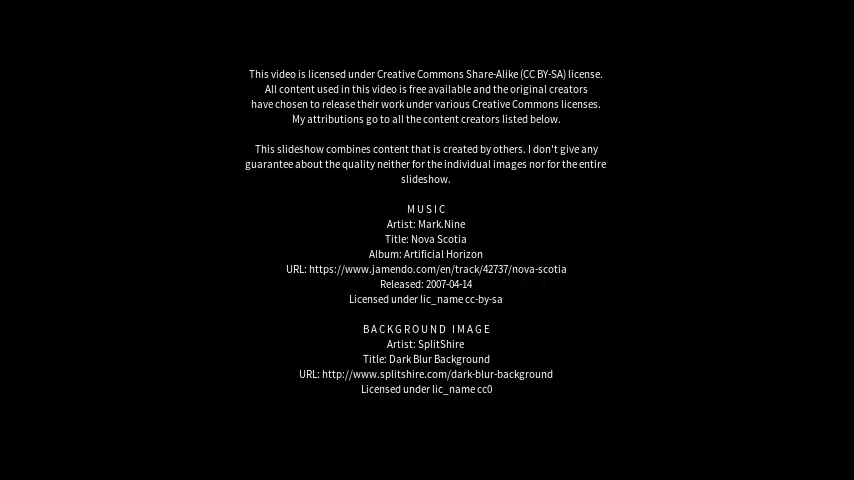 This video is licensed under Creative Commons Share-Alike (CC BY-SA) license.
All content used in this video is free available and the original creators
have chosen to release their work under various Creative Commons licenses.
My attributions go to all the content creators listed below.
This slideshow combines content that is created by others. I don't give any
guarantee about the quality neither for the individual images nor for the entire
slideshow.
MUSIC
Artist: Mark.Nine
Title: Nova Scotia
Album: Artificial Horizon
URL: https://www.jamendo.com/en/track/42737/nova-scotia
Released: 2007-04-14
Licensed under lic_name cc-by-sa
BACKGROUND IMAGE
Artist: SplitShire
Title: Dark Blur Background
URL: http://www.splitshire.com/dark-blur-background
Licensed under lic_name cc0